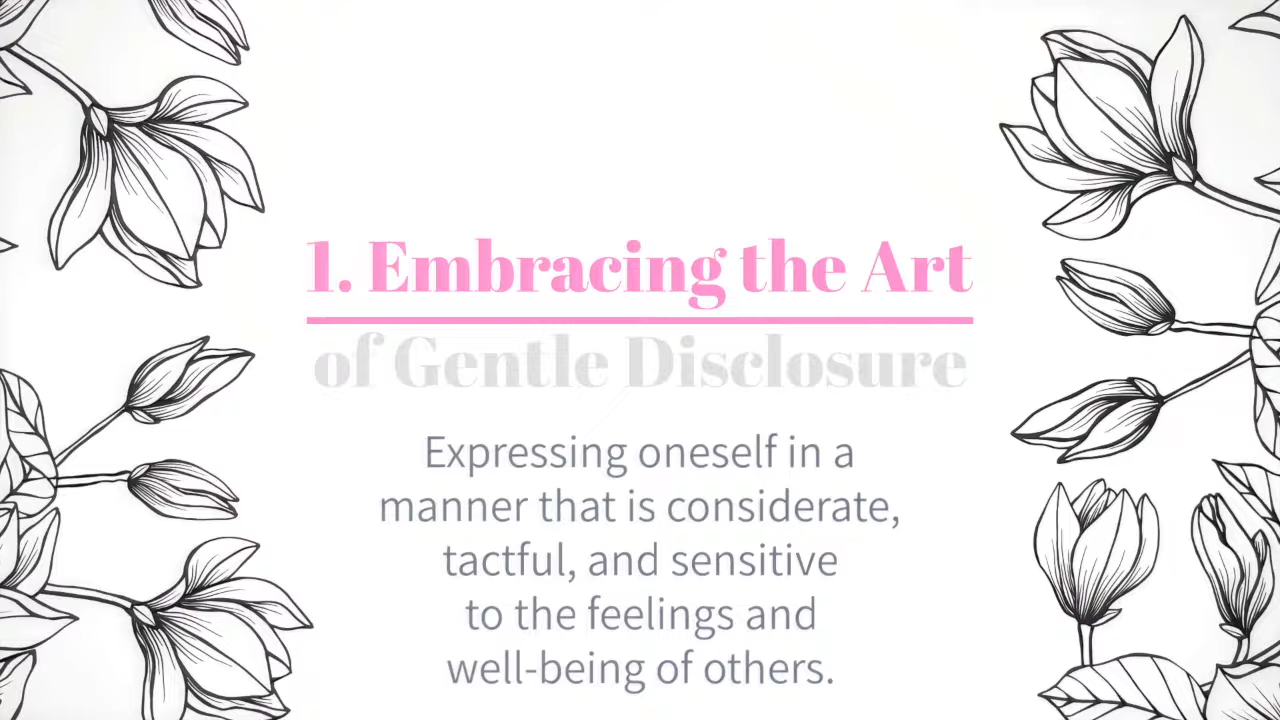 1. Embracing the Art
of Gentle Disclosure
Expressing oneself in a
manner that is considerate,
tactful, and sensitive
to the feelings and
well-being of others.